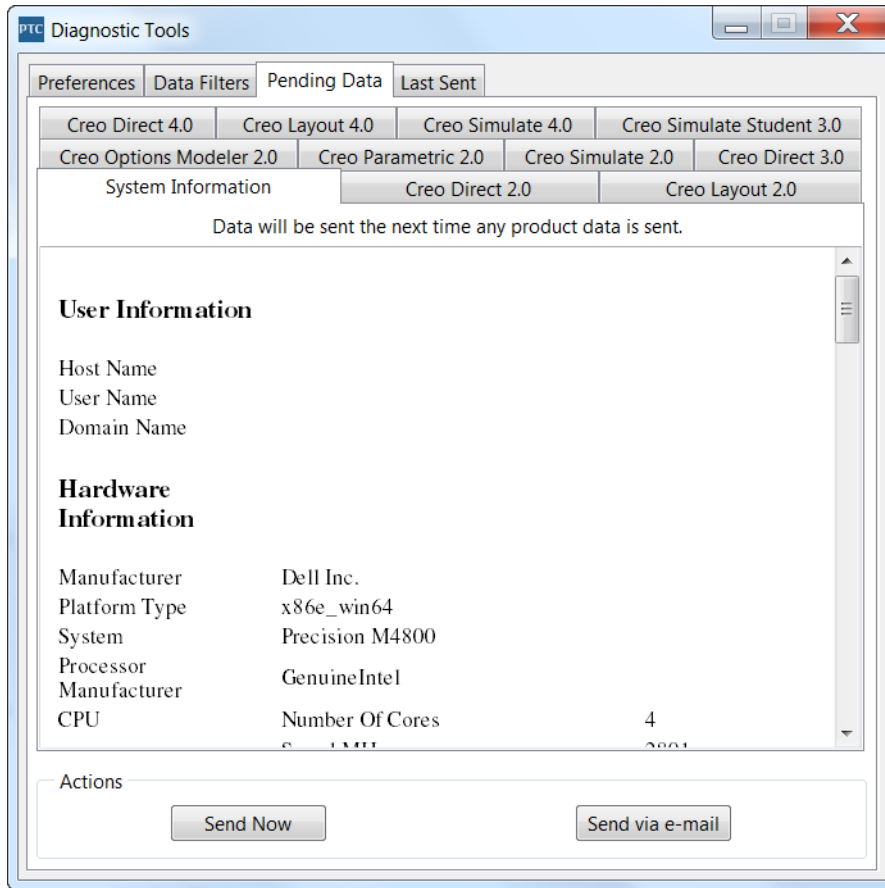 PTC Diagnostic Tools
Preferences Data Filters Pending Data Last Sent
Creo Direct 4.0 Creo Layout 4.0 Creo Simulate 4.0 Creo Simulate Student 3.0
Creo Options Modeler 2.0 Creo Parametric 2.0 Creo Simulate 2.0 Creo Direct 3.0
System Information Creo Direct 2.0 Creo Layout 2.0
Data will be sent the next time any product data is sent.
User Information
Host Name
User Name
Domain Name
Hardware
Information
Manufacturer Dell Inc.
Platform Type x86e_win64
System Precision M4800
Processor
Manufacturer GenuineIntel
CPU Number Of Cores 4
Actions
Send Now Send via e-mail